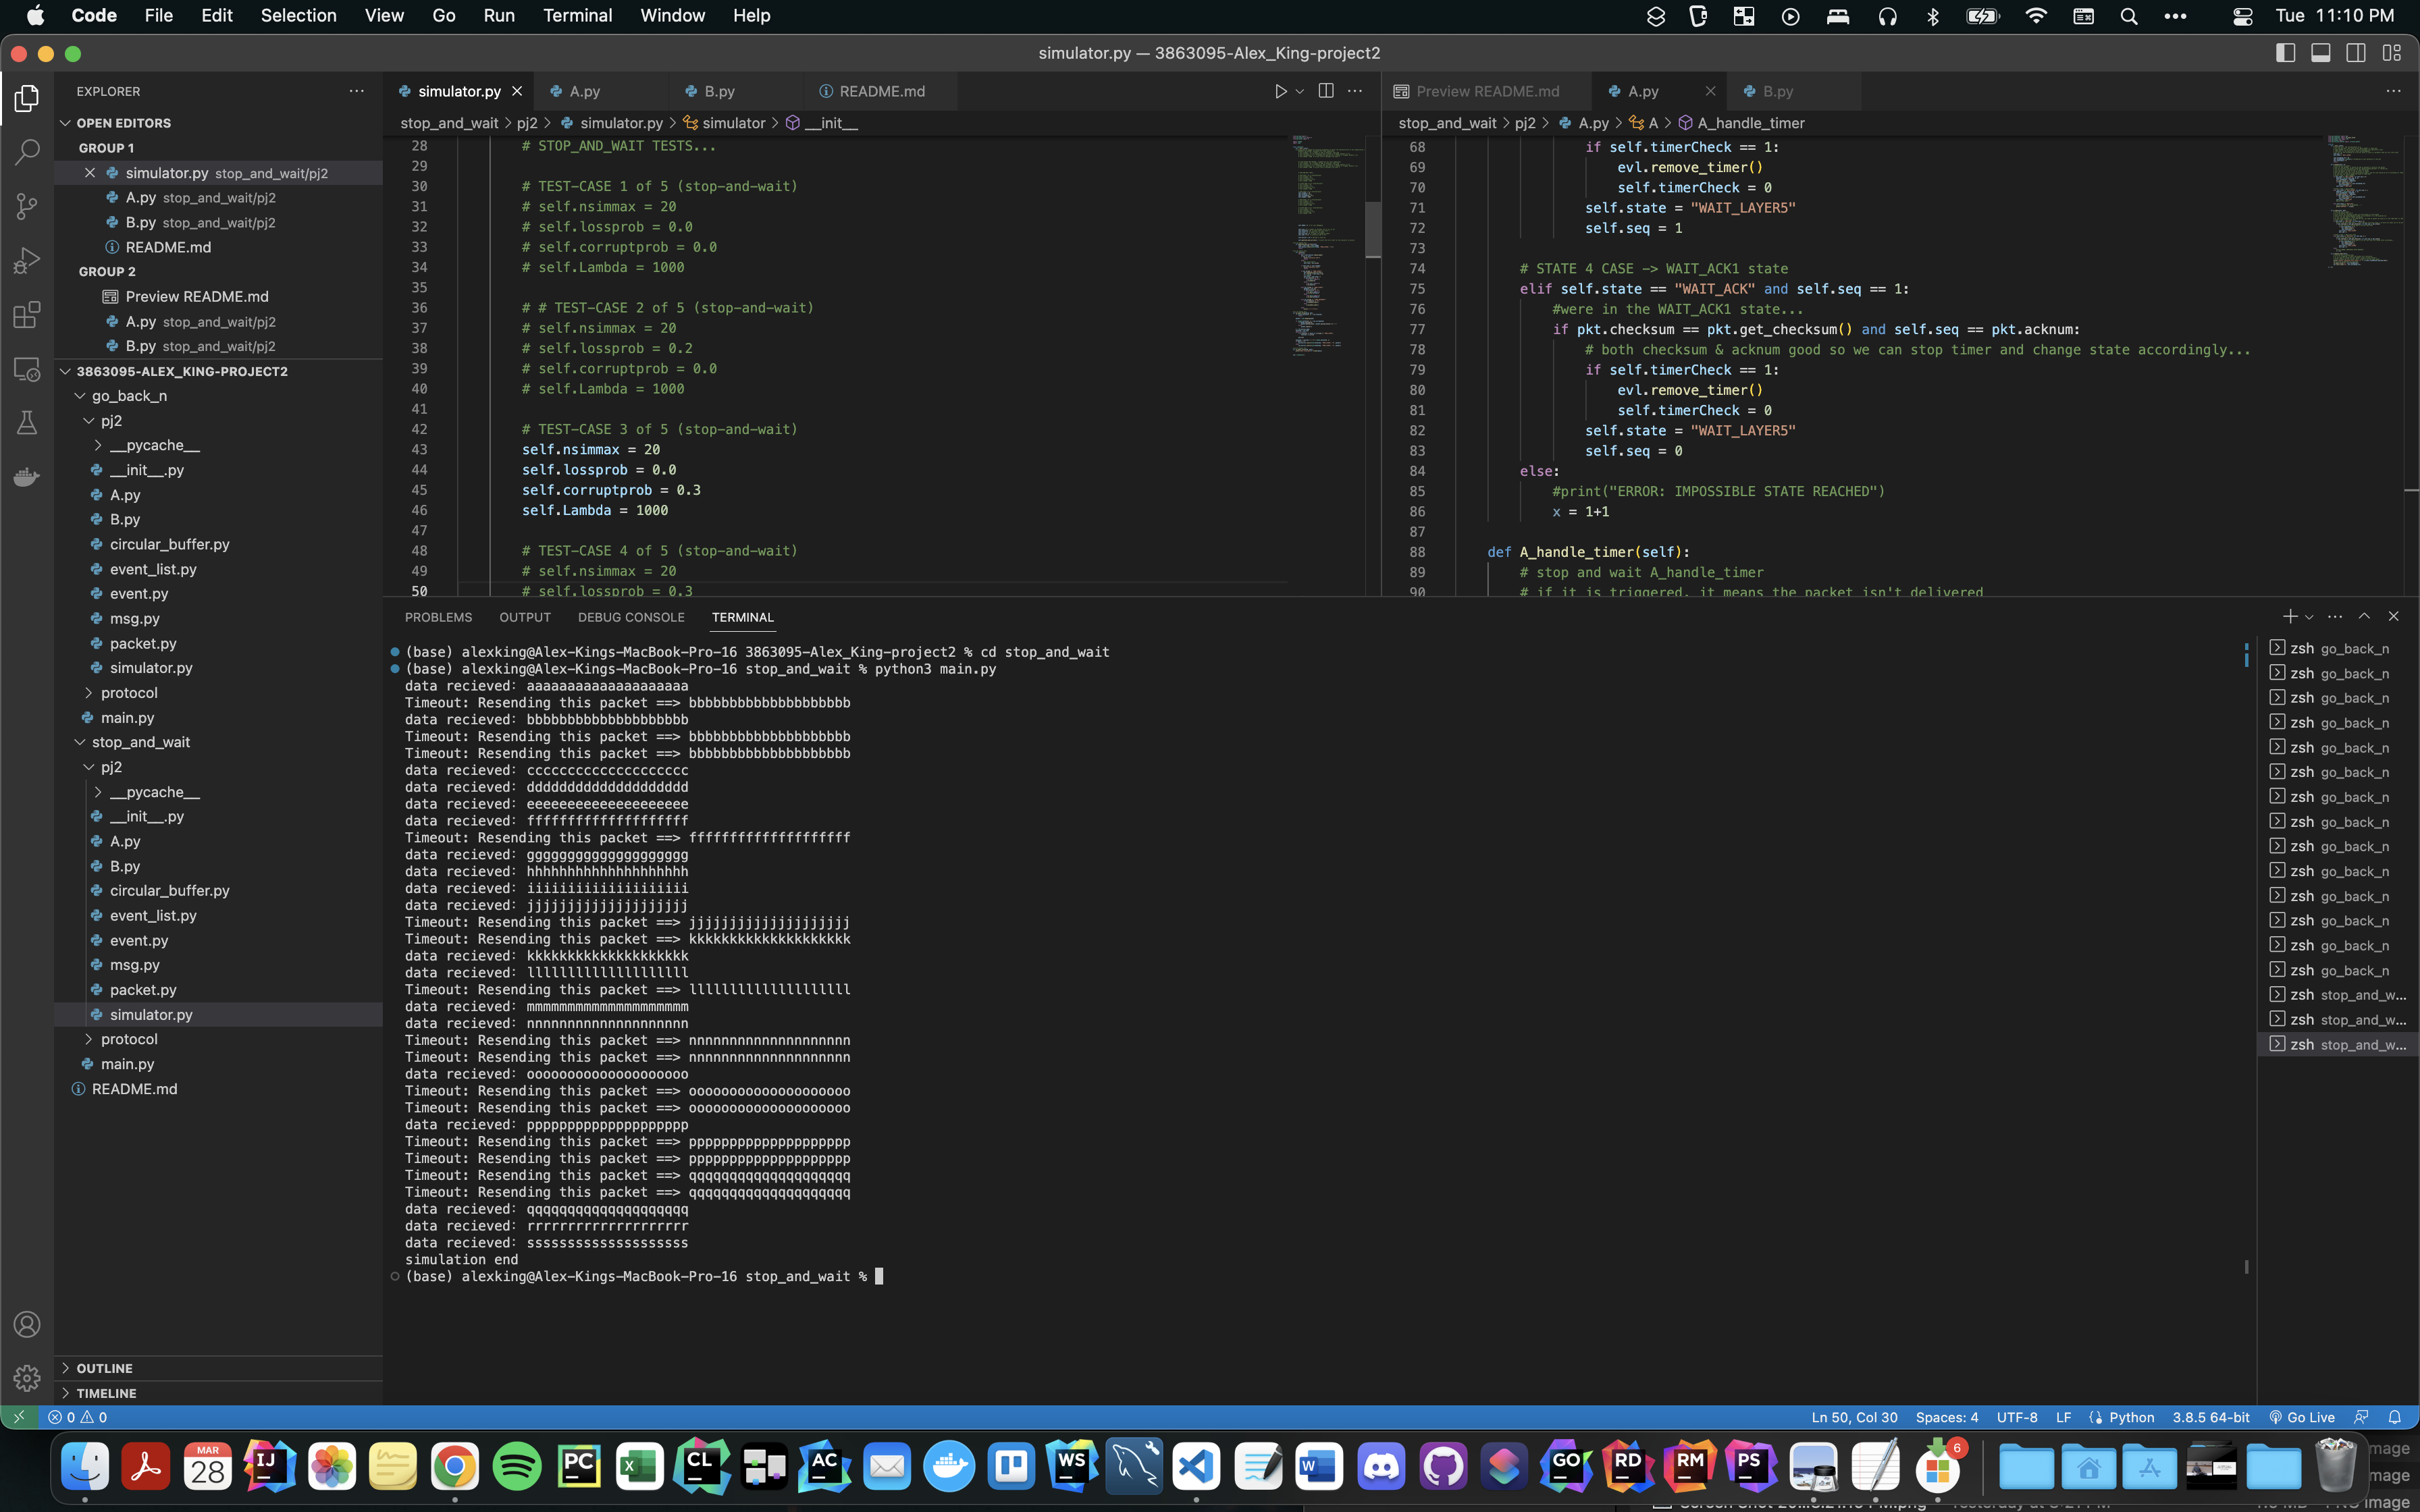 Code File Edit Selection View Go Run Terminal Window Help
Tue 11:10 PM
simulator.py — 3863095-Alex_King-project2
EXPLORER
OPEN EDITORS
GROUP 1
simulator.py stop_and_wait/pj2
A.py stop_and_wait/pj2
B.py stop_and_wait/pj2
README.md
GROUP 2
Preview README.md
A.py stop_and_wait/pj2
B.py stop_and_wait/pj2
3863095-ALEX_KING-PROJECT2
go_back_n
pj2
__pycache__
__init__.py
A.py
B.py
circular_buffer.py
event_list.py
event.py
msg.py
packet.py
simulator.py
protocol
main.py
stop_and_wait
pj2
__pycache__
__init__.py
A.py
B.py
circular_buffer.py
event_list.py
event.py
msg.py
packet.py
simulator.py
protocol
main.py
README.md
OUTLINE
TIMELINE
simulator.py A.py B.py README.md
stop_and_wait > pj2 > simulator.py > simulator > __init__
28 # STOP_AND_WAIT TESTS...
29
30 # TEST-CASE 1 of 5 (stop-and-wait)
31 # self.nsimmax = 20
32 # self.lossprob = 0.0
33 # self.corruptprob = 0.0
34 # self.Lambda = 1000
35
36 # # TEST-CASE 2 of 5 (stop-and-wait)
37 # self.nsimmax = 20
38 # self.lossprob = 0.2
39 # self.corruptprob = 0.0
40 # self.Lambda = 1000
41
42 # TEST-CASE 3 of 5 (stop-and-wait)
43 self.nsimmax = 20
44 self.lossprob = 0.0
45 self.corruptprob = 0.3
46 self.Lambda = 1000
47
48 # TEST-CASE 4 of 5 (stop-and-wait)
49 # self.nsimmax = 20
50 # self.lossprob = 0.3
Preview README.md A.py B.py
stop_and_wait > pj2 > A.py > A > A_handle_timer
68 if self.timerCheck == 1:
69 evl.remove_timer()
70 self.timerCheck = 0
71 self.state = "WAIT_LAYER5"
72 self.seq = 1
73
74 # STATE 4 CASE -> WAIT_ACK1 state
75 elif self.state == "WAIT_ACK" and self.seq == 1:
76 #were in the WAIT_ACK1 state...
77 if pkt.checksum == pkt.get_checksum() and self.seq == pkt.acknum:
78 # both checksum & acknum good so we can stop timer and change state accordingly...
79 if self.timerCheck == 1:
80 evl.remove_timer()
81 self.timerCheck = 0
82 self.state = "WAIT_LAYER5"
83 self.seq = 0
84 else:
85 #print("ERROR: IMPOSSIBLE STATE REACHED")
86 x = 1+1
87
88 def A_handle_timer(self):
89 # stop and wait A_handle_timer
90 # if it is triggered, it means the packet isn't delivered
PROBLEMS OUTPUT DEBUG CONSOLE TERMINAL
(base) alexking@Alex-Kings-MacBook-Pro-16 3863095-Alex_King-project2 % cd stop_and_wait
(base) alexking@Alex-Kings-MacBook-Pro-16 stop_and_wait % python3 main.py
data recieved: aaaaaaaaaaaaaaaaaaaa
Timeout: Resending this packet ==> bbbbbbbbbbbbbbbbbbbb
data recieved: bbbbbbbbbbbbbbbbbbbb
Timeout: Resending this packet ==> bbbbbbbbbbbbbbbbbbbb
Timeout: Resending this packet ==> bbbbbbbbbbbbbbbbbbbb
data recieved: cccccccccccccccccccc
data recieved: dddddddddddddddddddd
data recieved: eeeeeeeeeeeeeeeeeeee
data recieved: ffffffffffffffffffff
Timeout: Resending this packet ==> ffffffffffffffffffff
data recieved: gggggggggggggggggggg
data recieved: hhhhhhhhhhhhhhhhhhhh
data recieved: iiiiiiiiiiiiiiiiiiii
data recieved: jjjjjjjjjjjjjjjjjjjj
Timeout: Resending this packet ==> jjjjjjjjjjjjjjjjjjjj
Timeout: Resending this packet ==> kkkkkkkkkkkkkkkkkkkk
data recieved: kkkkkkkkkkkkkkkkkkkk
data recieved: llllllllllllllllllll
Timeout: Resending this packet ==> llllllllllllllllllll
data recieved: mmmmmmmmmmmmmmmmmmmm
data recieved: nnnnnnnnnnnnnnnnnnnn
Timeout: Resending this packet ==> nnnnnnnnnnnnnnnnnnnn
Timeout: Resending this packet ==> nnnnnnnnnnnnnnnnnnnn
data recieved: oooooooooooooooooooo
Timeout: Resending this packet ==> oooooooooooooooooooo
Timeout: Resending this packet ==> oooooooooooooooooooo
data recieved: pppppppppppppppppppp
Timeout: Resending this packet ==> pppppppppppppppppppp
Timeout: Resending this packet ==> pppppppppppppppppppp
Timeout: Resending this packet ==> qqqqqqqqqqqqqqqqqqqq
Timeout: Resending this packet ==> qqqqqqqqqqqqqqqqqqqq
data recieved: qqqqqqqqqqqqqqqqqqqq
data recieved: rrrrrrrrrrrrrrrrrrrr
data recieved: ssssssssssssssssssss
simulation end
(base) alexking@Alex-Kings-MacBook-Pro-16 stop_and_wait %
zsh go_back_n
zsh go_back_n
zsh go_back_n
zsh go_back_n
zsh go_back_n
zsh go_back_n
zsh go_back_n
zsh go_back_n
zsh go_back_n
zsh go_back_n
zsh go_back_n
zsh go_back_n
zsh go_back_n
zsh go_back_n
zsh stop_and_w...
zsh stop_and_w...
zsh stop_and_w...
0 0
Ln 50, Col 30 Spaces: 4 UTF-8 LF Python 3.8.5 64-bit Go Live
MAR 28 IJ PC X CL AC WS W GO RD RM PS 6